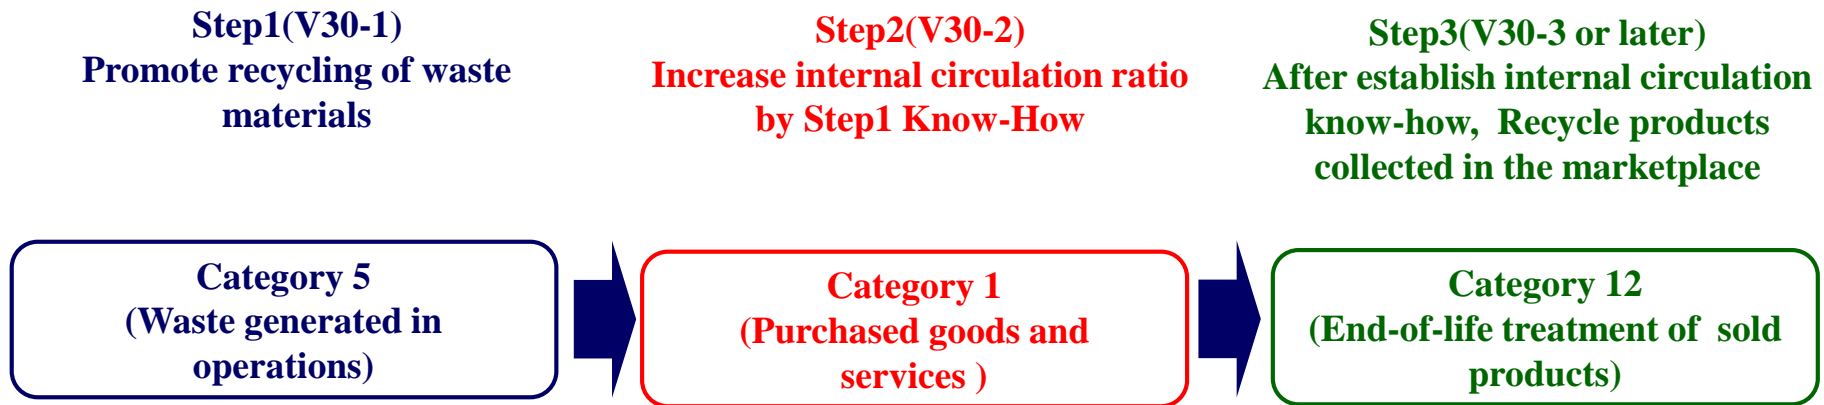 Step1(V30-1)
Promote recycling of waste
materials
Step2(V30-2)
Increase internal circulation ratio
by Step1 Know-How
Step3(V30-3 or later)
After establish internal circulation
know-how,  Recycle products
collected in the marketplace
Category 5
(Waste generated in
operations)
Category 1
(Purchased goods and
services )
Category 12
(End-of-life treatment of  sold
products)